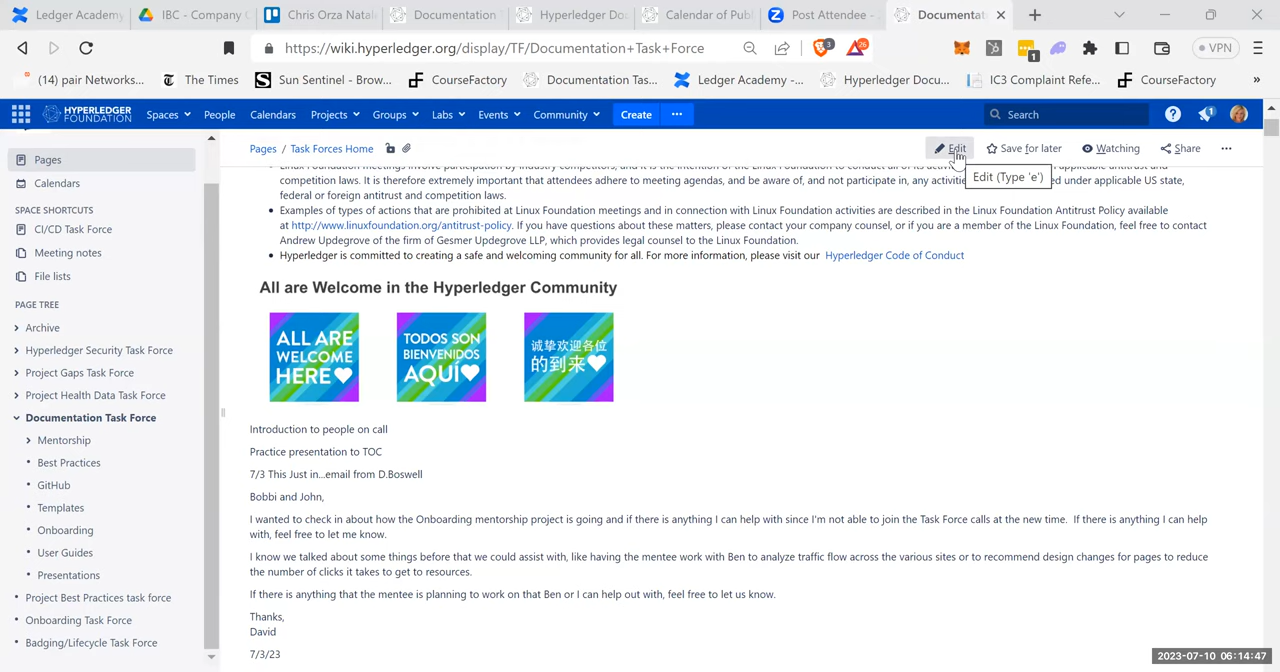 Ledger Academy
IBC - Company C
Chris Orza Natale
Documentation
Hyperledger Do
Calendar of Pub
Post Attendee -
Documentat
https://wiki.hyperledger.org/display/TF/Documentation+Task+Force
3
26
1
VPN
(14) pair Networks...
The Times
Sun Sentinel - Brow...
CourseFactory
Documentation Tas...
Ledger Academy -...
Hyperledger Docu...
IC3 Complaint Refe...
CourseFactory
»
HYPERLEDGER
FOUNDATION
Spaces
People
Calendars
Projects
Groups
Labs
Events
Community
Create
Search
1
Pages
Calendars
SPACE SHORTCUTS
CI/CD Task Force
Meeting notes
File lists
PAGE TREE
Archive
Hyperledger Security Task Force
Project Gaps Task Force
Project Health Data Task Force
Documentation Task Force
Mentorship
Best Practices
GitHub
Templates
Onboarding
User Guides
Presentations
Project Best Practices task force
Onboarding Task Force
Badging/Lifecycle Task Force
Pages / Task Forces Home
Edit
Save for later
Watching
Share
Edit (Type 'e')
competition laws. It is therefore extremely important that attendees adhere to meeting agendas, and be aware of, and not participate in, any activities under applicable US state,
federal or foreign antitrust and competition laws.
• Examples of types of actions that are prohibited at Linux Foundation meetings and in connection with Linux Foundation activities are described in the Linux Foundation Antitrust Policy available
at http://www.linuxfoundation.org/antitrust-policy. If you have questions about these matters, please contact your company counsel, or if you are a member of the Linux Foundation, feel free to contact
Andrew Updegrove of the firm of Gesmer Updegrove LLP, which provides legal counsel to the Linux Foundation.
• Hyperledger is committed to creating a safe and welcoming community for all. For more information, please visit our Hyperledger Code of Conduct
All are Welcome in the Hyperledger Community
ALL ARE
WELCOME
HERE
TODOS SON
BIENVENIDOS
AQUÍ
诚挚欢迎各位
的到来
Introduction to people on call
Practice presentation to TOC
7/3 This Just in...email from D.Boswell
Bobbi and John,
I wanted to check in about how the Onboarding mentorship project is going and if there is anything I can help with since I'm not able to join the Task Force calls at the new time. If there is anything I can help
with, feel free to let me know.
I know we talked about some things before that we could assist with, like having the mentee work with Ben to analyze traffic flow across the various sites or to recommend design changes for pages to reduce
the number of clicks it takes to get to resources.
If there is anything that the mentee is planning to work on that Ben or I can help out with, feel free to let us know.
Thanks,
David
7/3/23
2023-07-10 06:14:47